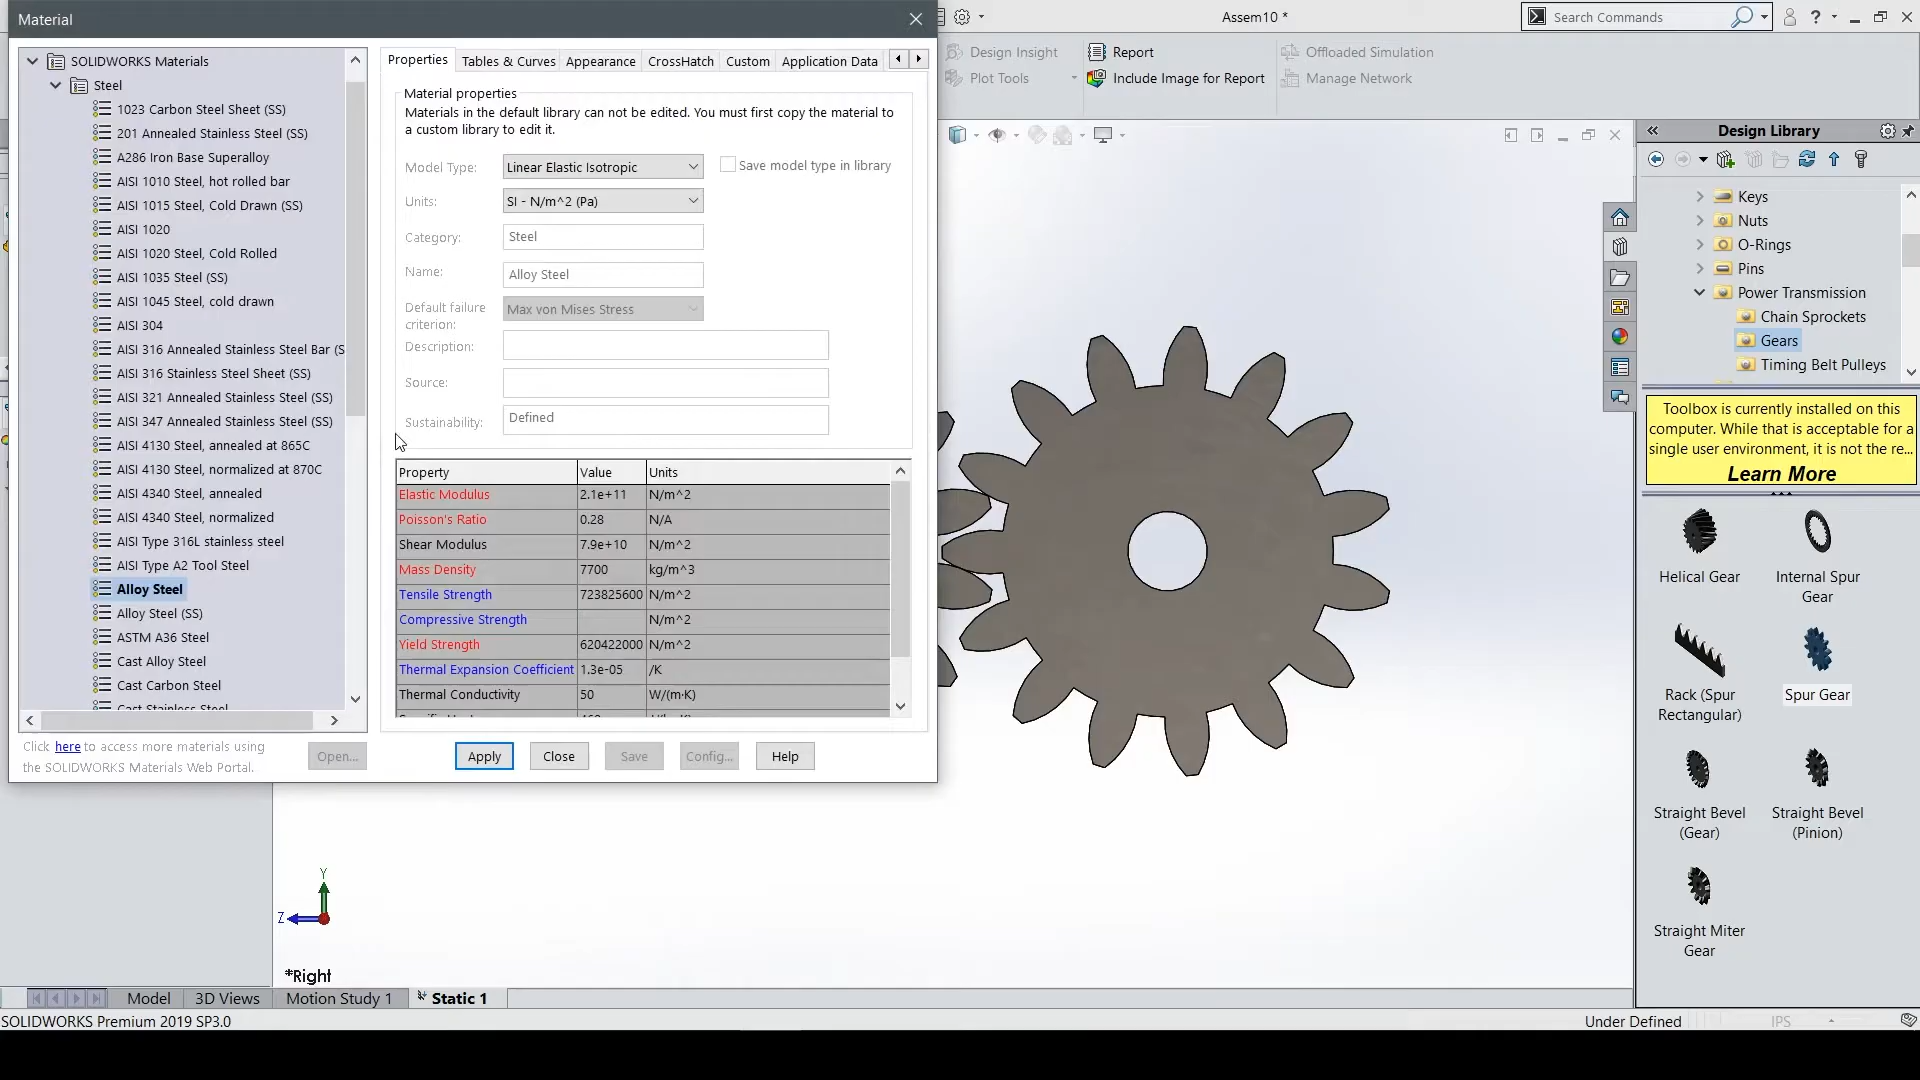 Material
SOLIDWORKS Materials
Steel
1023 Carbon Steel Sheet (SS)
201 Annealed Stainless Steel (SS)
A286 Iron Base Superalloy
AISI 1010 Steel, hot rolled bar
AISI 1015 Steel, Cold Drawn (SS)
AISI 1020
AISI 1020 Steel, Cold Rolled
AISI 1035 Steel (SS)
AISI 1045 Steel, cold drawn
AISI 304
AISI 316 Annealed Stainless Steel Bar (S
AISI 316 Stainless Steel Sheet (SS)
AISI 321 Annealed Stainless Steel (SS)
AISI 347 Annealed Stainless Steel (SS)
AISI 4130 Steel, annealed at 865C
AISI 4130 Steel, normalized at 870C
AISI 4340 Steel, annealed
AISI 4340 Steel, normalized
AISI Type 316L stainless steel
AISI Type A2 Tool Steel
Alloy Steel
Alloy Steel (SS)
ASTM A36 Steel
Cast Alloy Steel
Cast Carbon Steel
Cast Stainless Steel
Click here to access more materials using
the SOLIDWORKS Materials Web Portal.
Open...
Properties Tables & Curves Appearance CrossHatch Custom Application Data
Material properties
Materials in the default library can not be edited. You must first copy the material to
a custom library to edit it.
Model Type: Linear Elastic Isotropic Save model type in library
Units: SI - N/m^2 (Pa)
Category: Steel
Name: Alloy Steel
Default failure
criterion: Max von Mises Stress
Description:
Source:
Sustainability: Defined
Property Value Units
Elastic Modulus 2.1e+11 N/m^2
Poisson's Ratio 0.28 N/A
Shear Modulus 7.9e+10 N/m^2
Mass Density 7700 kg/m^3
Tensile Strength 723825600 N/m^2
Compressive Strength N/m^2
Yield Strength 620422000 N/m^2
Thermal Expansion Coefficient 1.3e-05 /K
Thermal Conductivity 50 W/(m·K)
Apply Close Save Config... Help
Assem10 *
Search Commands
?
Design Insight
Plot Tools
Report
Include Image for Report
Offloaded Simulation
Manage Network
Design Library
Keys
Nuts
O-Rings
Pins
Power Transmission
Chain Sprockets
Gears
Timing Belt Pulleys
Toolbox is currently installed on this
computer. While that is acceptable for a
single user environment, it is not the re...
Learn More
Helical Gear
Internal Spur
Gear
Rack (Spur
Rectangular)
Spur Gear
Straight Bevel
(Gear)
Straight Bevel
(Pinion)
Straight Miter
Gear
Y
Z
*Right
Model 3D Views Motion Study 1 Static 1
SOLIDWORKS Premium 2019 SP3.0
Under Defined
IPS